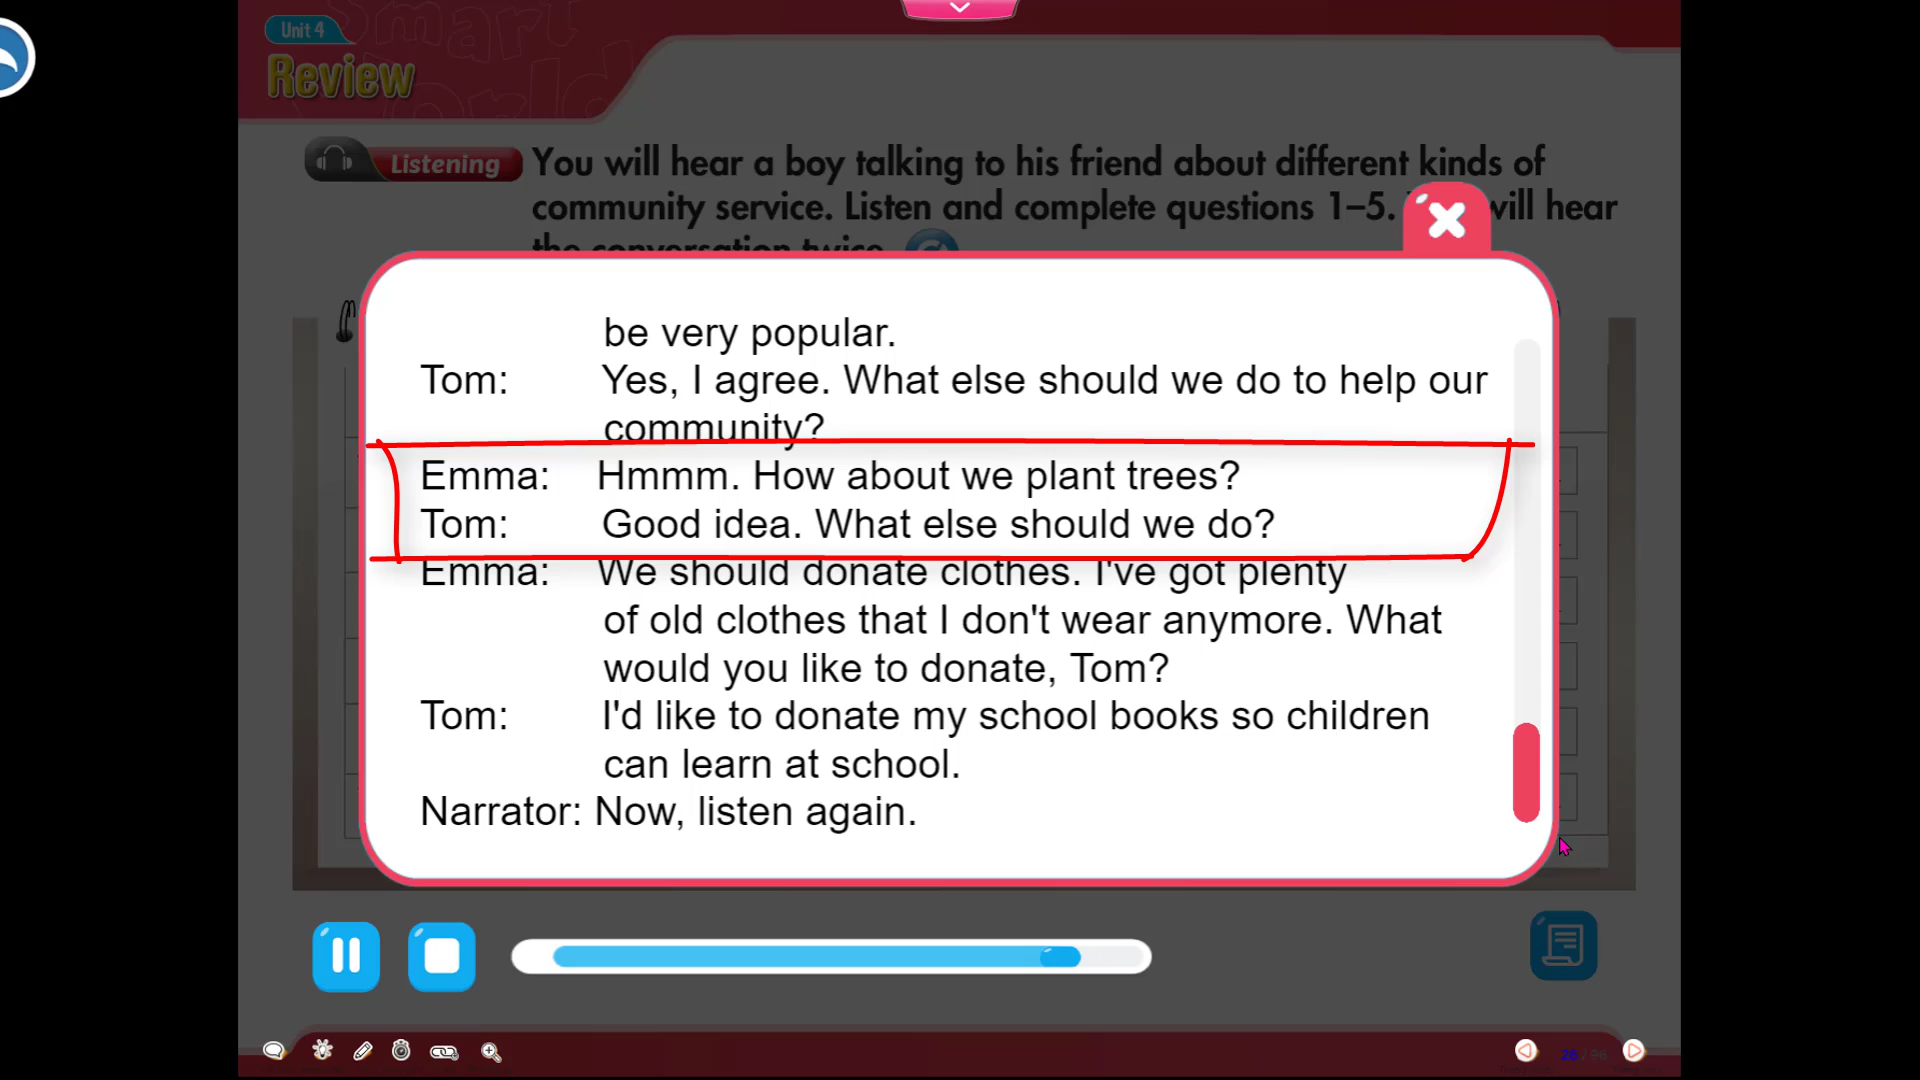 Unit 4
Review
Listening
You will hear a boy talking to his friend about different kinds of
community service. Listen and complete questions 1–5. will hear
the conversation twice.
be very popular.
Tom: Yes, I agree. What else should we do to help our
community?
Emma: Hmmm. How about we plant trees?
Tom: Good idea. What else should we do?
Emma: We should donate clothes. I've got plenty
of old clothes that I don't wear anymore. What
would you like to donate, Tom?
Tom: I'd like to donate my school books so children
can learn at school.
Narrator: Now, listen again.